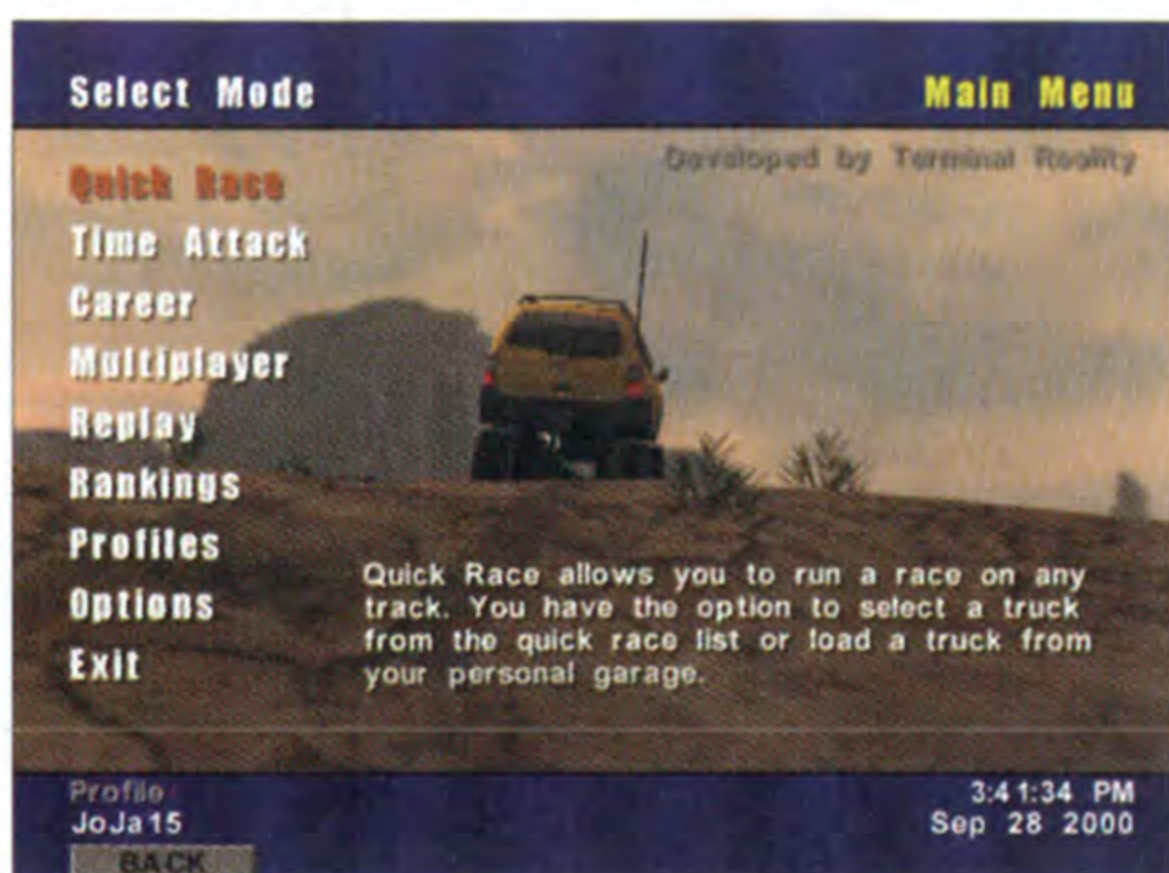 Select Mode
Main Menu
Developed by Terminal Reality
Quick Race
Time Attack
Career
Multiplayer
Replay
Rankings
Profiles
Options
Exit
Quick Race allows you to run a race on any
track. You have the option to select a truck
from the quick race list or load a truck from
your personal garage.
Profile
JoJa15
3:41:34 PM
Sep 28 2000
BACK